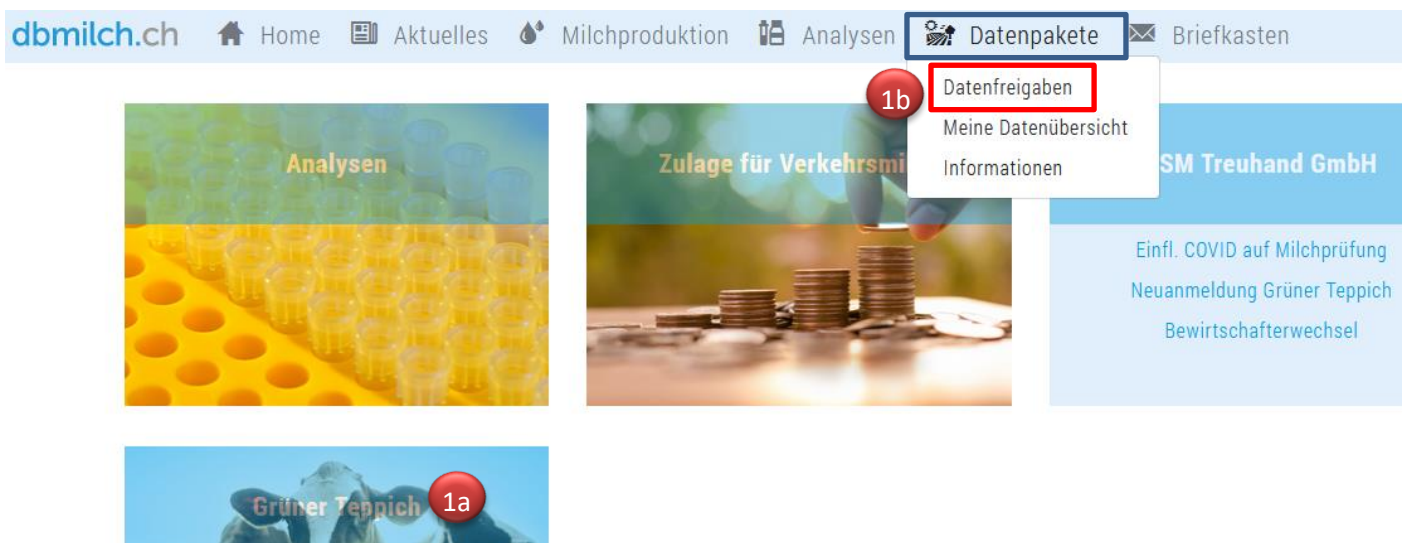 dbmilch.ch Home Aktuelles Milchproduktion Analysen Datenpakete Briefkasten
1b Datenfreigaben
Meine Datenübersicht
Informationen
Analysen
Zulage für
SM Treuhand GmbH
Einfl. COVID auf Milchprüfung
Neuanmeldung Grüner Teppich
Bewirtschafterwechsel
Grüner Teppich 1a